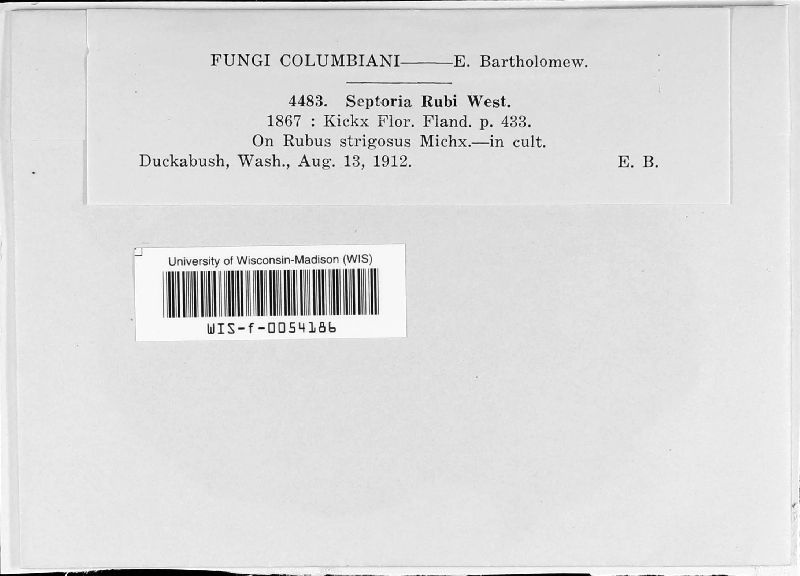 FUNGI COLUMBIANI——E. Bartholomew.
4483. Septoria Rubi West.
1867 : Kickx Flor. Fland. p. 433.
On Rubus strigosus Michx.—in cult.
Duckabush, Wash., Aug. 13, 1912. E. B.
University of Wisconsin-Madison (WIS)
WIS-f-0054186